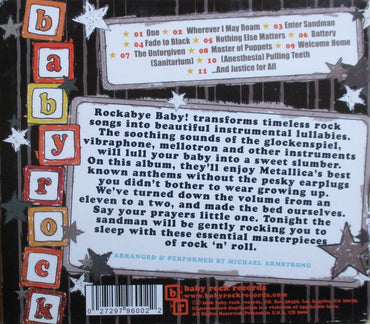 ★ 01 One ★ 02 Wherever I May Roam ★ 03 Enter Sandman
★ 04 Fade to Black ★ 05 Nothing Else Matters ★ 06 Battery
★ 07 The Unforgiven ★ 08 Master of Puppets ★ 09 Welcome Home
(Sanitarium) ★ 10 (Anesthesia) Pulling Teeth
★ 11 ...And Justice for All
baby rock
Rockabye Baby! transforms timeless rock
songs into beautiful instrumental lullabies.
The soothing sounds of the glockenspiel,
vibraphone, mellotron and other instruments
will lull your baby into a sweet slumber.
On this album, they'll enjoy Metallica's best
known anthems without the pesky earplugs
you didn't bother to wear growing up.
We've turned down the volume from an
eleven to a two, and made the bed ourselves.
Say your prayers little one. Tonight the
sandman will be gently rocking you to
sleep with these essential masterpieces
of rock 'n' roll.
ARRANGED & PERFORMED BY MICHAEL ARMSTRONG
b r
baby rock records
www.babyrockrecords.com
0 27297 96002 2